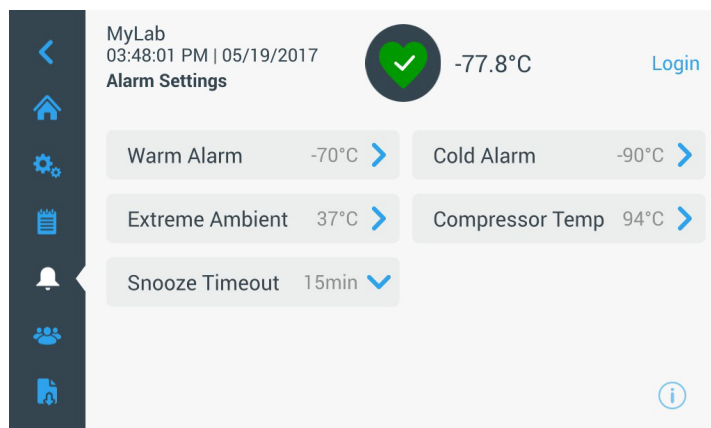 MyLab
03:48:01 PM | 05/19/2017
Alarm Settings
-77.8°C
Login
Warm Alarm -70°C
Cold Alarm -90°C
Extreme Ambient 37°C
Compressor Temp 94°C
Snooze Timeout 15min
i